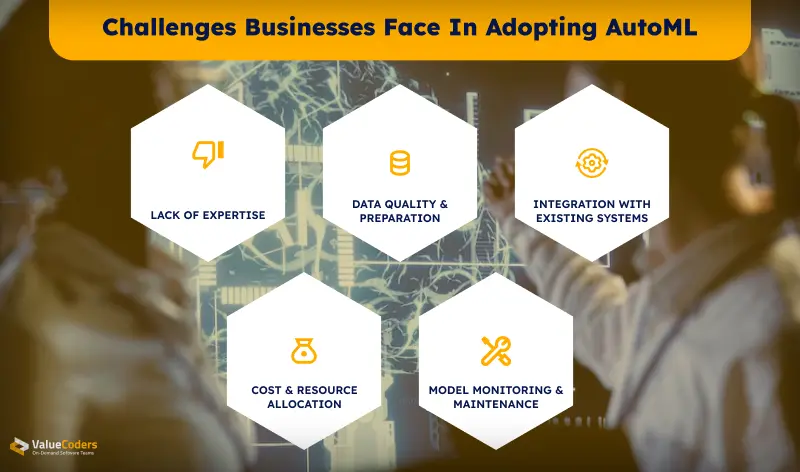 Challenges Businesses Face In Adopting AutoML
LACK OF EXPERTISE
DATA QUALITY &
PREPARATION
INTEGRATION WITH
EXISTING SYSTEMS
COST & RESOURCE
ALLOCATION
MODEL MONITORING &
MAINTENANCE
ValueCoders
On-Demand Software Teams